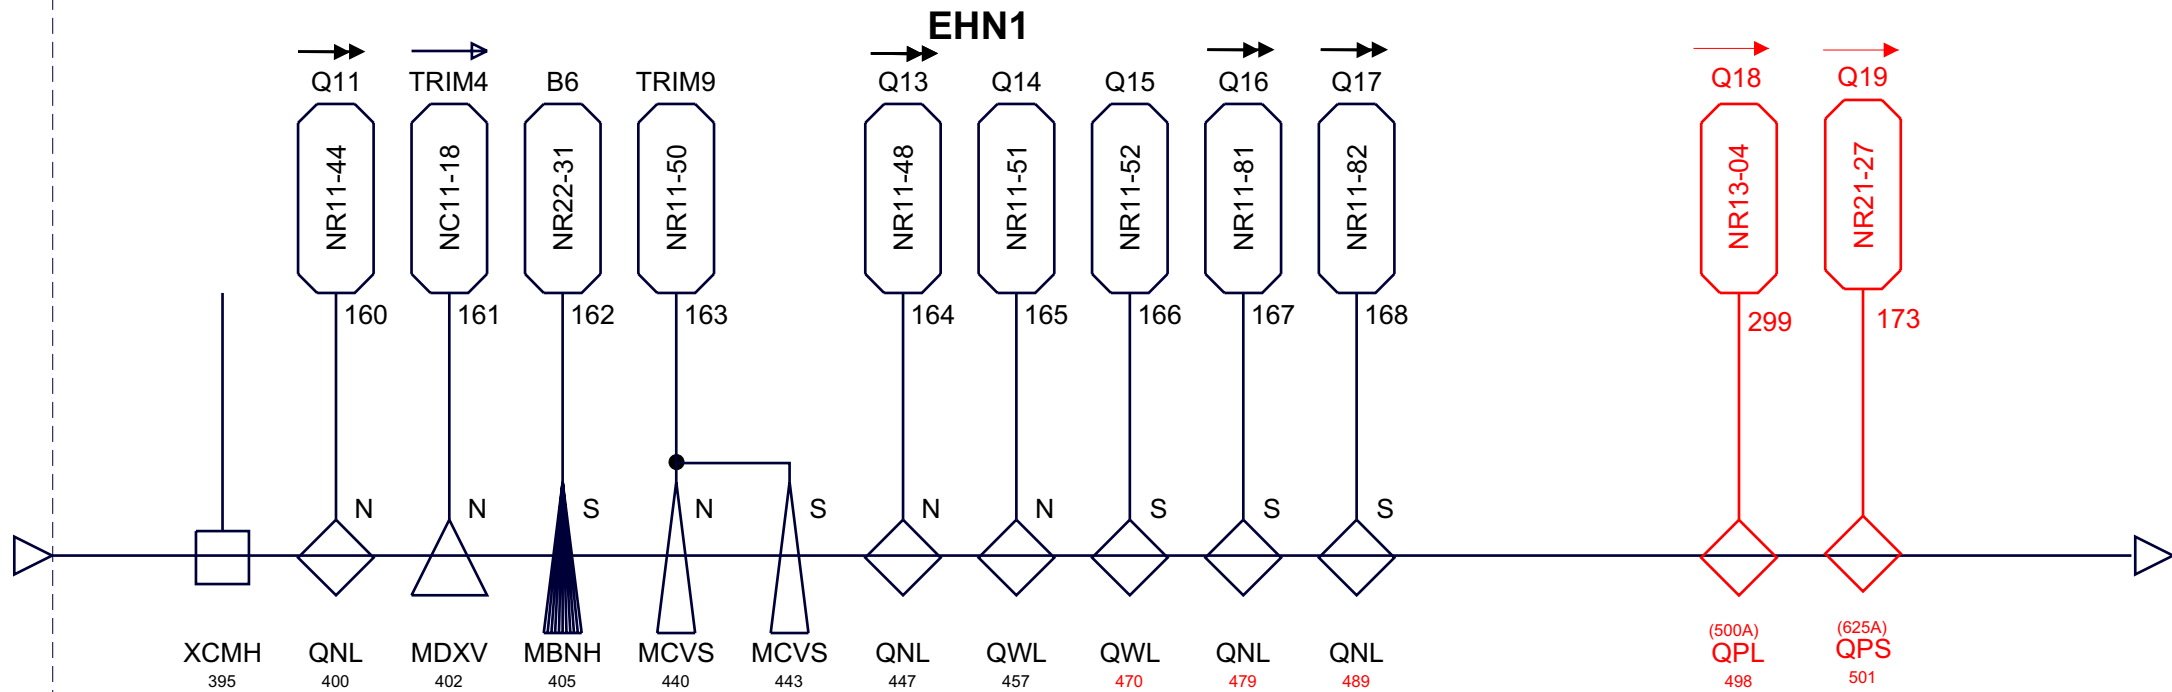 EHN1
Q11 TRIM4 B6 TRIM9 Q13 Q14 Q15 Q16 Q17 Q18 Q19
NR11-44 NC11-18 NR22-31 NR11-50 NR11-48 NR11-51 NR11-52 NR11-81 NR11-82 NR13-04 NR21-27
160 161 162 163 164 165 166 167 168 299 173
N N S N S N N S S S
(500A) (625A)
XCMH QNL MDXV MBNH MCVS MCVS QNL QWL QWL QNL QNL QPL QPS
395 400 402 405 440 443 447 457 470 479 489 498 501